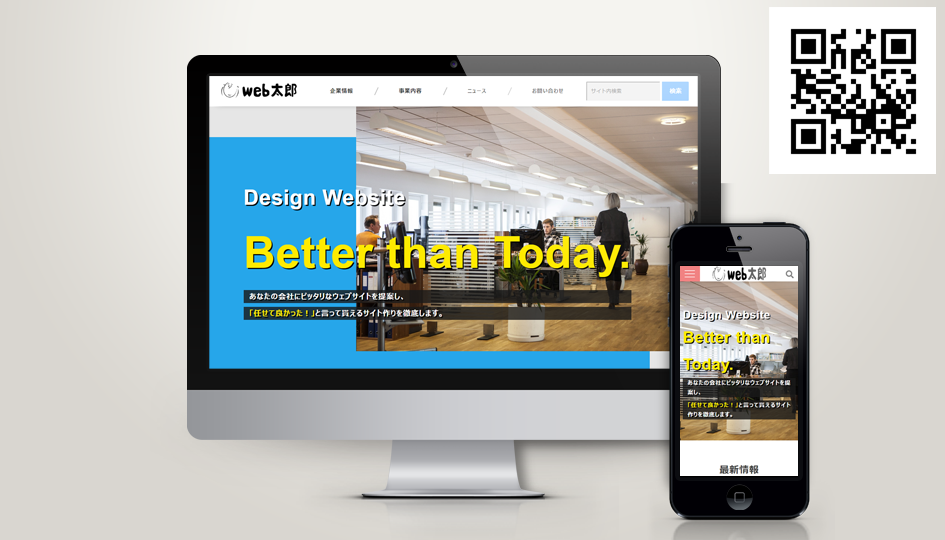 web太郎
企業情報 / 事業内容 / ニュース / お問い合わせ
サイト内検索
検索
Design Website
Better than Today.
あなたの会社にピッタリなウェブサイトを提案し、
「任せて良かった！」と言って貰えるサイト作りを徹底します。
web太郎
Design Website
Better than
Today.
あなたの会社にピッタリなウェブサイトを提
案し、
「任せて良かった！」と言って貰えるサイト
作りを徹底します。
最新情報